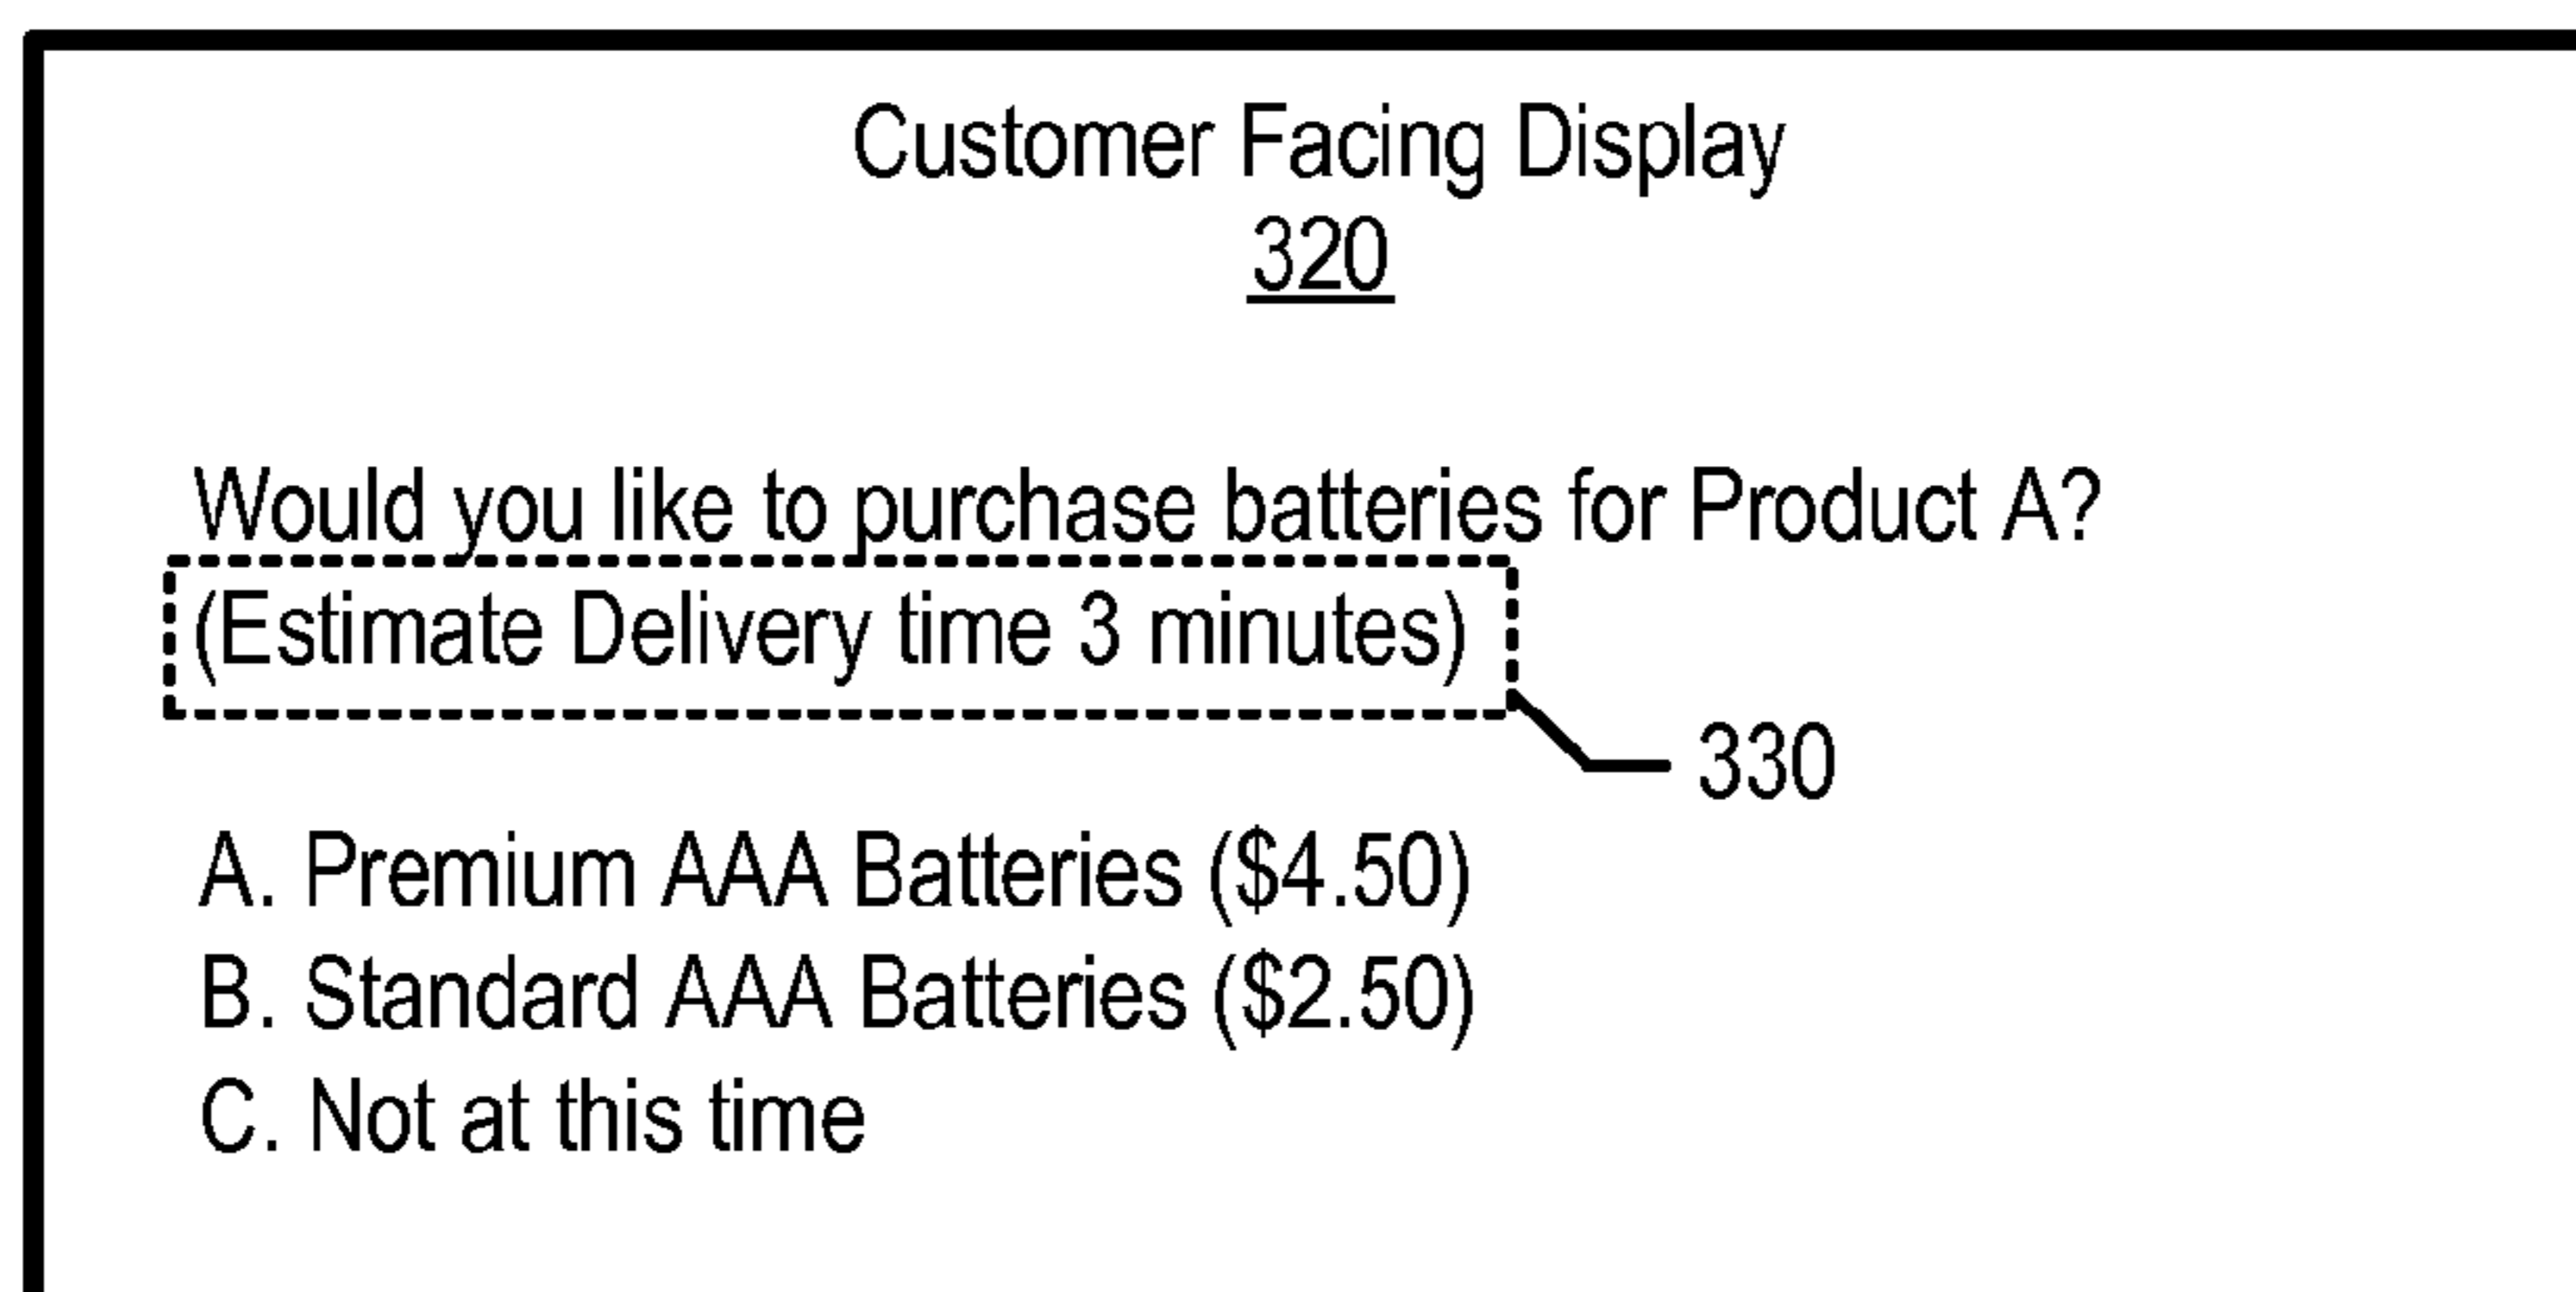 Customer Facing Display
320
Would you like to purchase batteries for Product A?
(Estimate Delivery time 3 minutes)
330
A. Premium AAA Batteries ($4.50)
B. Standard AAA Batteries ($2.50)
C. Not at this time